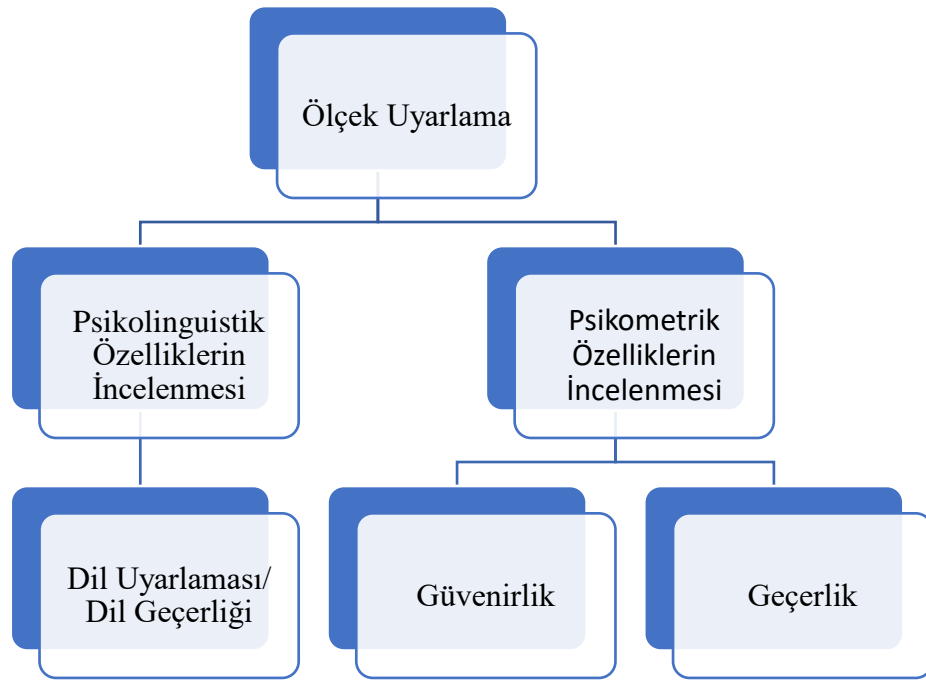 Ölçek Uyarlama
Psikolinguistik
Özelliklerin
İncelenmesi
Psikometrik
Özelliklerin
İncelenmesi
Dil Uyarlaması/
Dil Geçerliği
Güvenirlik
Geçerlik